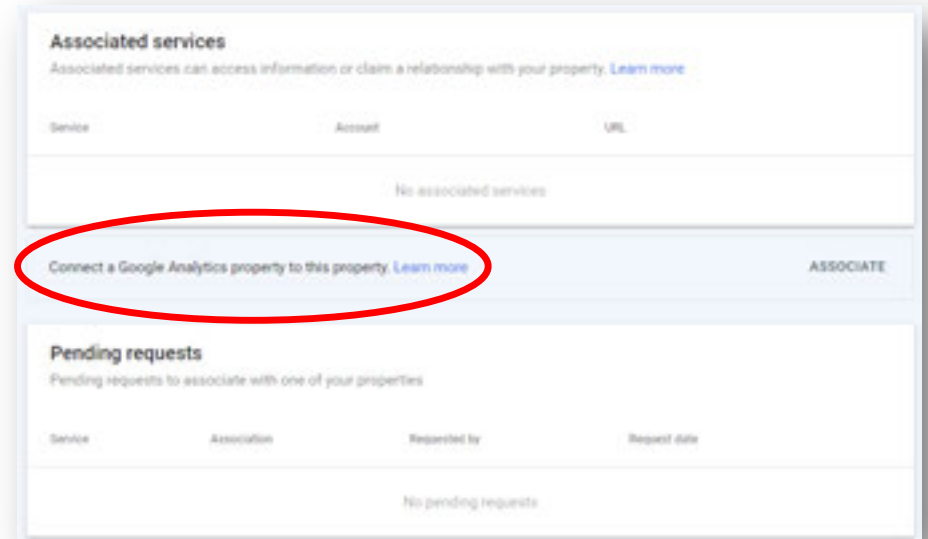 Associated services
Associated services can access information or claim a relationship with your property. Learn more
Service Account URL
No associated services
Connect a Google Analytics property to this property. Learn more ASSOCIATE
Pending requests
Pending requests to associate with one of your properties
Service Association Requested by Request date
No pending requests